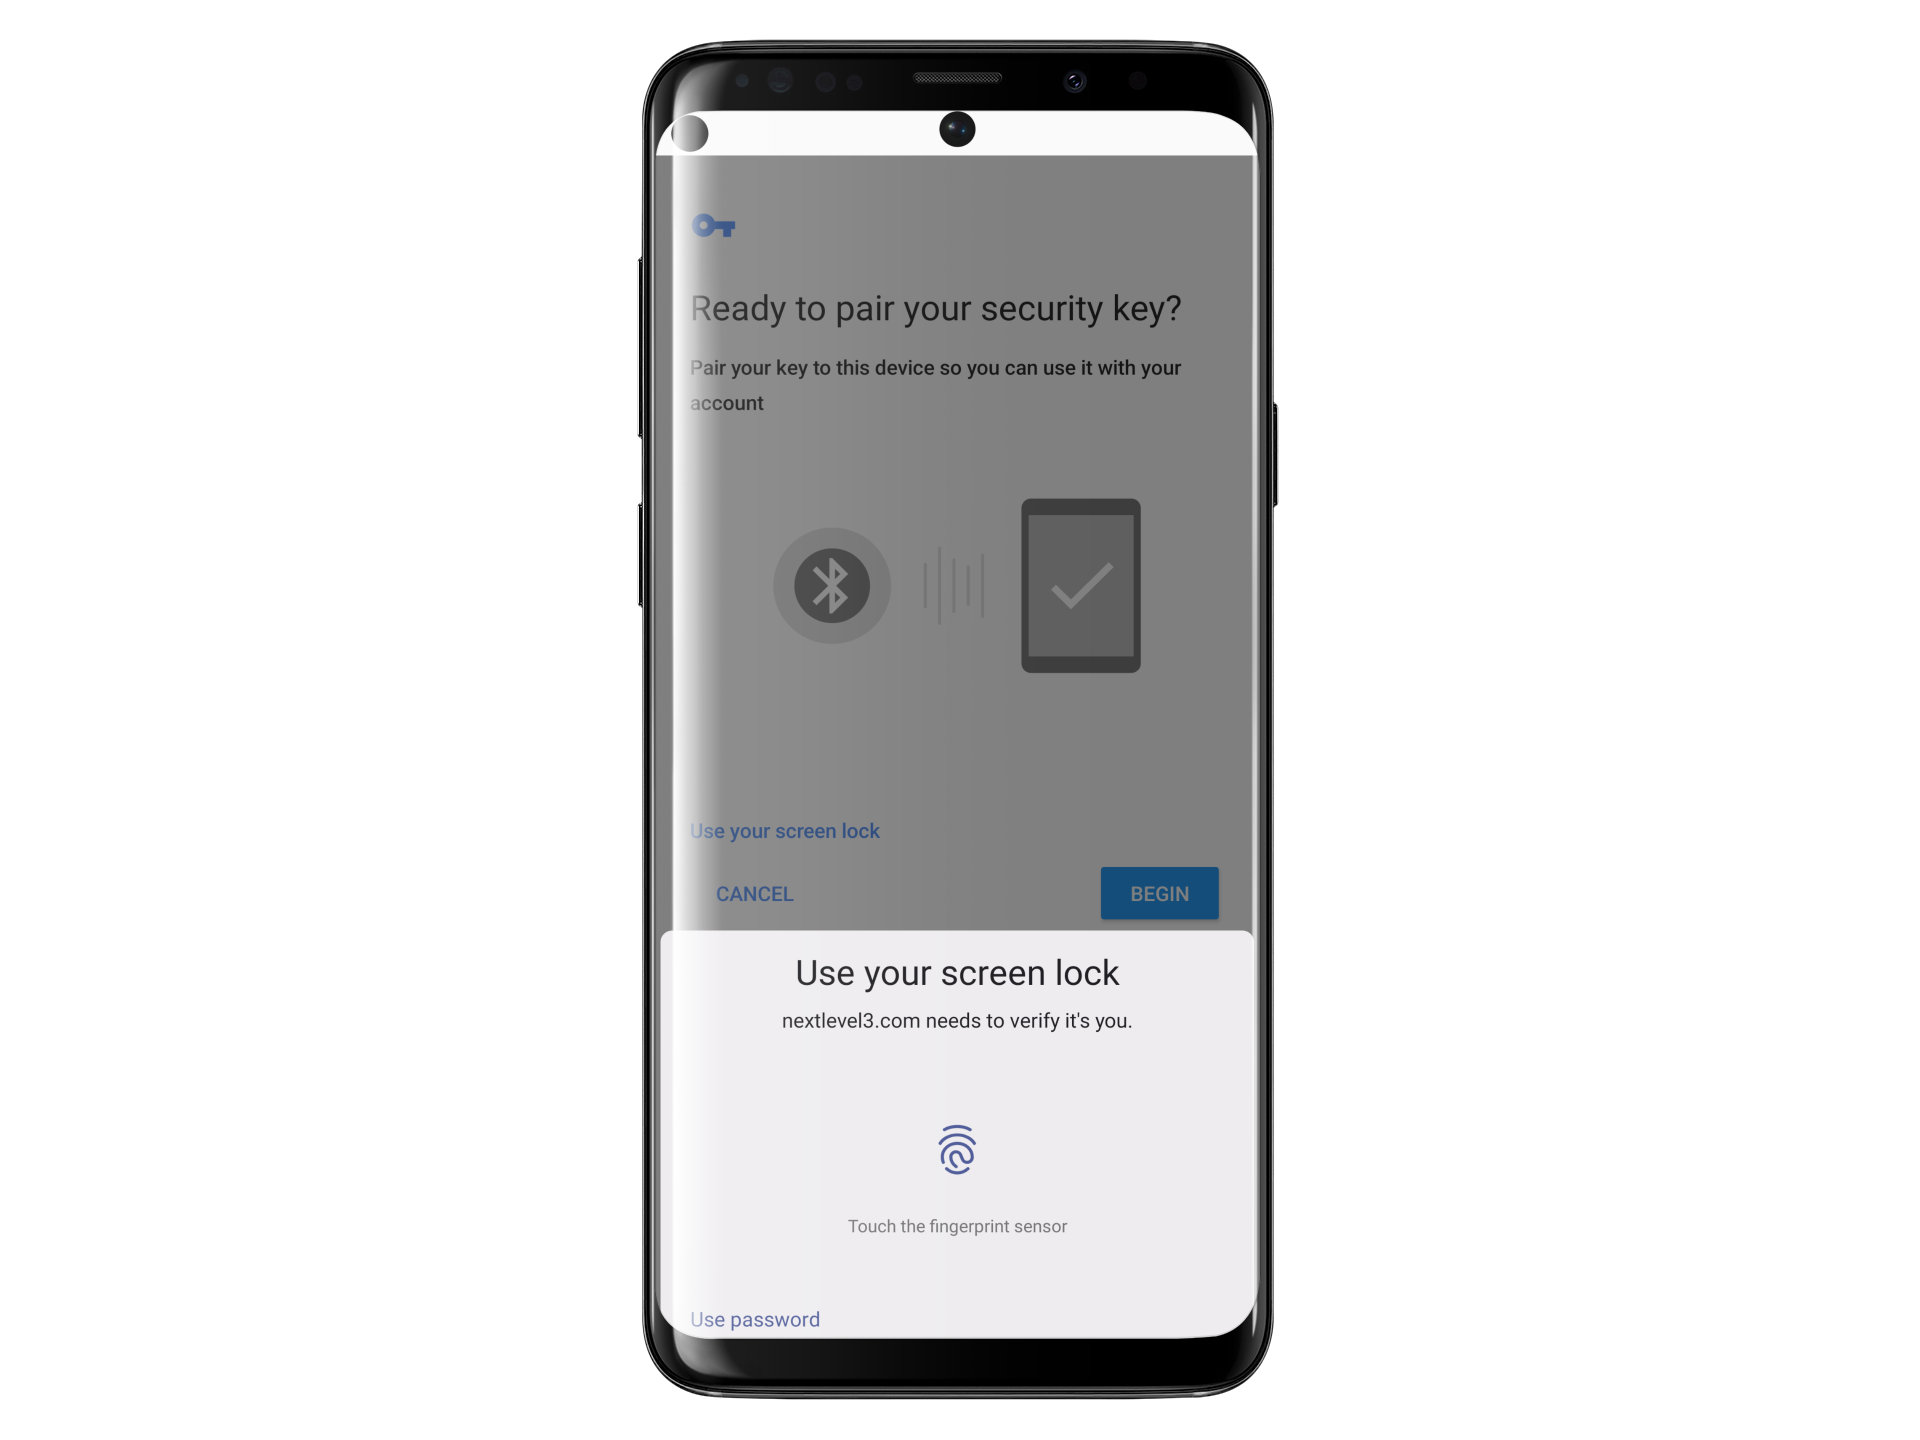 Ready to pair your security key?
Pair your key to this device so you can use it with your
account
Use your screen lock
CANCEL
BEGIN
Use your screen lock
nextlevel3.com needs to verify it's you.
Touch the fingerprint sensor
Use password